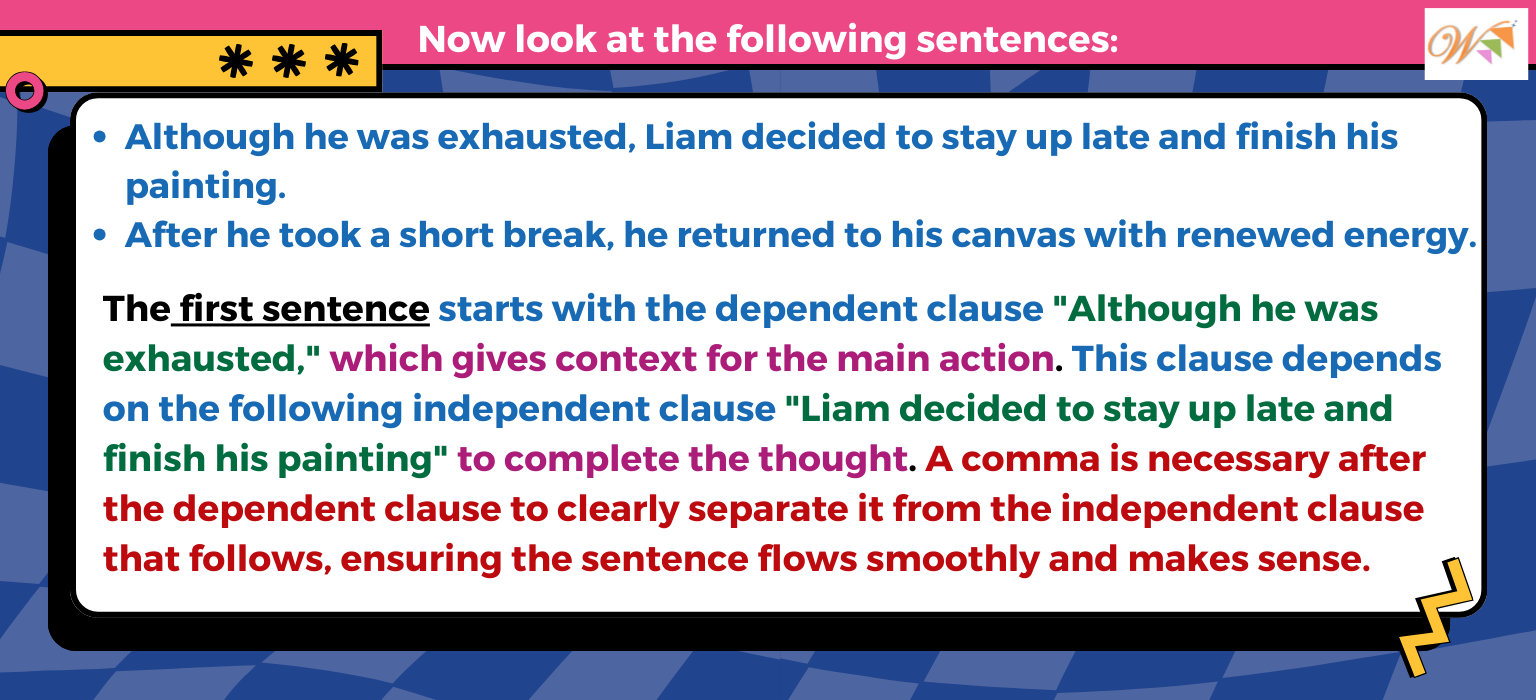 Now look at the following sentences:
W
• Although he was exhausted, Liam decided to stay up late and finish his
painting.
• After he took a short break, he returned to his canvas with renewed energy.
The first sentence starts with the dependent clause "Although he was
exhausted," which gives context for the main action. This clause depends
on the following independent clause "Liam decided to stay up late and
finish his painting" to complete the thought. A comma is necessary after
the dependent clause to clearly separate it from the independent clause
that follows, ensuring the sentence flows smoothly and makes sense.